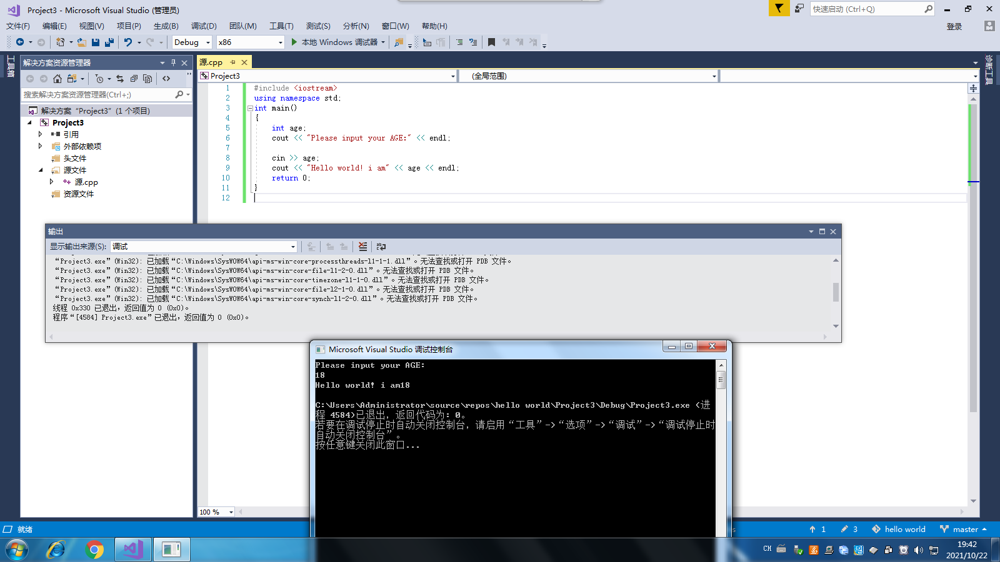 Project3 - Microsoft Visual Studio (管理员)
快速启动 (Ctrl+Q)
文件(F) 编辑(E) 视图(V) 项目(P) 生成(B) 调试(D) 团队(M) 工具(T) 测试(S) 分析(N) 窗口(W) 帮助(H)
登录
Debug x86 本地 Windows 调试器
工具箱
解决方案资源管理器
搜索解决方案资源管理器(Ctrl+;)
解决方案 “Project3” (1 个项目)
Project3
引用
外部依赖项
头文件
源文件
源.cpp
资源文件
源.cpp
Project3 (全局范围)
诊断工具
1 #include <iostream>
2 using namespace std;
3 int main()
4 {
5 int age;
6 cout << "Please input your AGE:" << endl;
7
8 cin >> age;
9 cout << "Hello world! i am" << age << endl;
10 return 0;
11 }
12
输出
显示输出来源(S): 调试
“Project3.exe” (Win32): 已加载 “C:\Windows\SysWOW64\api-ms-win-core-processthreads-l1-1-1.dll”。无法查找或打开 PDB 文件。
“Project3.exe” (Win32): 已加载 “C:\Windows\SysWOW64\api-ms-win-core-file-l1-2-0.dll”。无法查找或打开 PDB 文件。
“Project3.exe” (Win32): 已加载 “C:\Windows\SysWOW64\api-ms-win-core-timezone-l1-1-0.dll”。无法查找或打开 PDB 文件。
“Project3.exe” (Win32): 已加载 “C:\Windows\SysWOW64\api-ms-win-core-file-l2-1-0.dll”。无法查找或打开 PDB 文件。
“Project3.exe” (Win32): 已加载 “C:\Windows\SysWOW64\api-ms-win-core-synch-l1-2-0.dll”。无法查找或打开 PDB 文件。
线程 0x330 已退出，返回值为 0 (0x0)。
程序“[4584] Project3.exe”已退出，返回值为 0 (0x0)。
Microsoft Visual Studio 调试控制台
Please input your AGE:
18
Hello world! i am18
C:\Users\Administrator\source\repos\hello world\Project3\Debug\Project3.exe (进
程 4584)已退出，返回代码为: 0。
若要在调试停止时自动关闭控制台，请启用“工具”->“选项”->“调试”->“调试停止时
自动关闭控制台”。
按任意键关闭此窗口...
100 %
就绪
1 3 hello world master
CH
19:42
2021/10/22